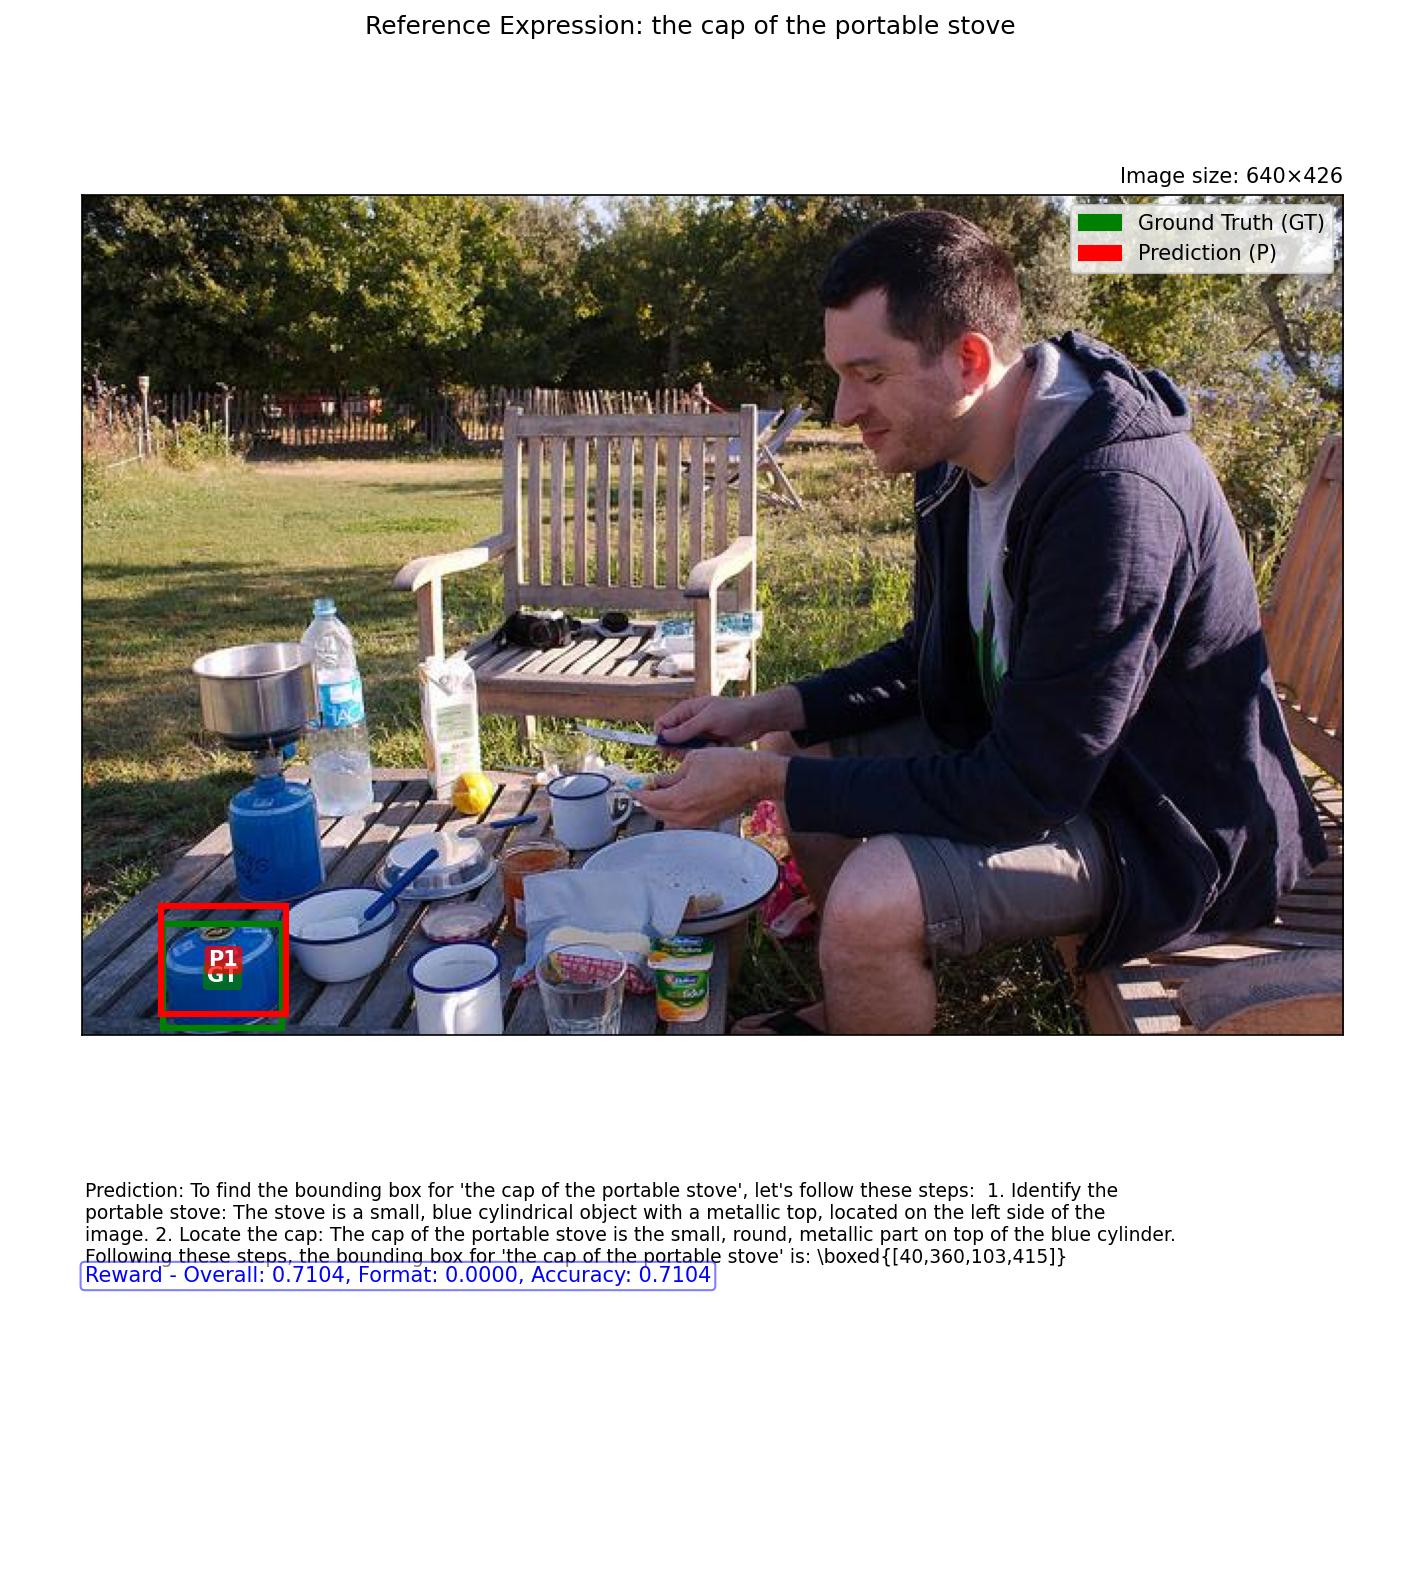 Reference Expression: the cap of the portable stove
Image size: 640×426
Ground Truth (GT)
Prediction (P)
P1
GT
Prediction: To find the bounding box for 'the cap of the portable stove', let's follow these steps:  1. Identify the
portable stove: The stove is a small, blue cylindrical object with a metallic top, located on the left side of the
image. 2. Locate the cap: The cap of the portable stove is the small, round, metallic part on top of the blue cylinder.
Following these steps, the bounding box for 'the cap of the portable stove' is: \boxed{[40,360,103,415]}
Reward - Overall: 0.7104, Format: 0.0000, Accuracy: 0.7104